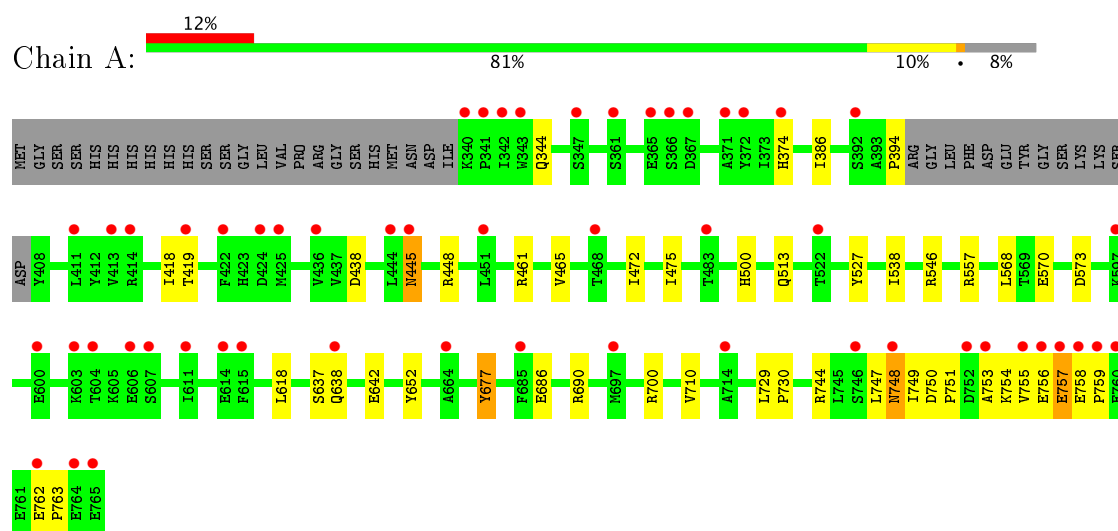 12%
Chain A:
81% 10% • 8%
MET GLY SER SER HIS HIS HIS HIS HIS HIS SER SER GLY LEU VAL PRO ARG GLY SER HIS MET ASN ASP ILE K340 P341 I342 W343 Q344 S347 S361 E365 S366 D367 A371 Y372 I373 H374 I386 S392 A393 P394 ARG GLY LEU PHE ASP GLU TYR GLY SER LYS LYS SER
ASP Y408 L411 Y412 V413 R414 I418 T419 F422 H423 D424 M425 V436 V437 D438 L444 N445 R448 L451 R461 V465 T468 I472 I475 T483 H500 Q513 T522 Y527 I538 R546 R557 L568 T569 E570 D573 K597
E600 K603 T604 K605 E606 S607 I611 E614 F615 L618 S637 Q638 E642 Y652 A664 Y677 F685 E686 R690 M697 R700 V710 A714 L729 P730 R744 L745 S746 L747 N748 I749 D750 P751 D752 A753 K754 V755 E756 E757 E758 P759 E760
E761 E762 P763 E764 E765